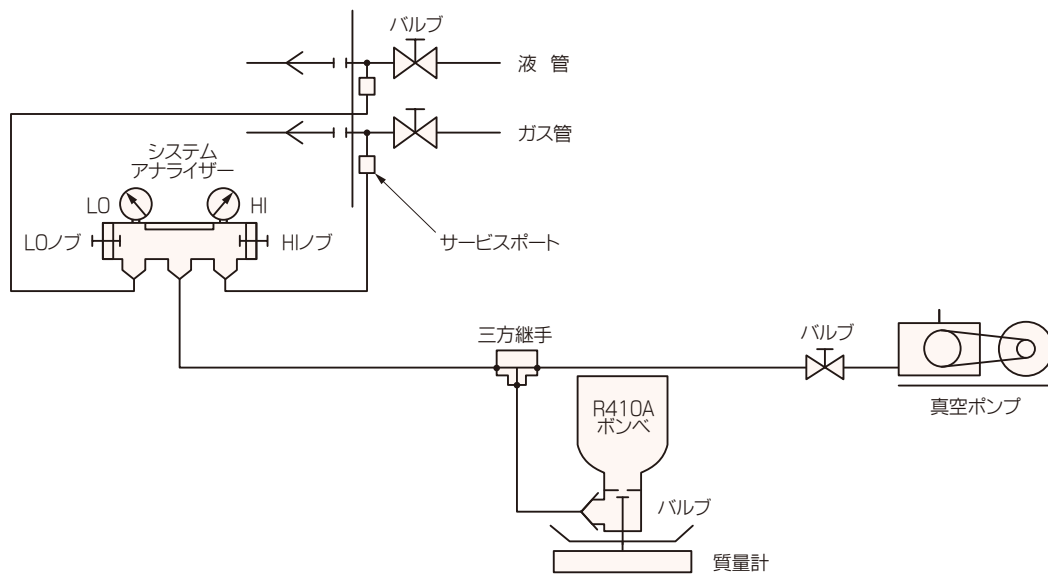 バルブ
液 管
ガス管
システム
アナライザー
LO
HI
LOノブ
HIノブ
サービスポート
三方継手
バルブ
R410A
ボンベ
真空ポンプ
バルブ
質量計